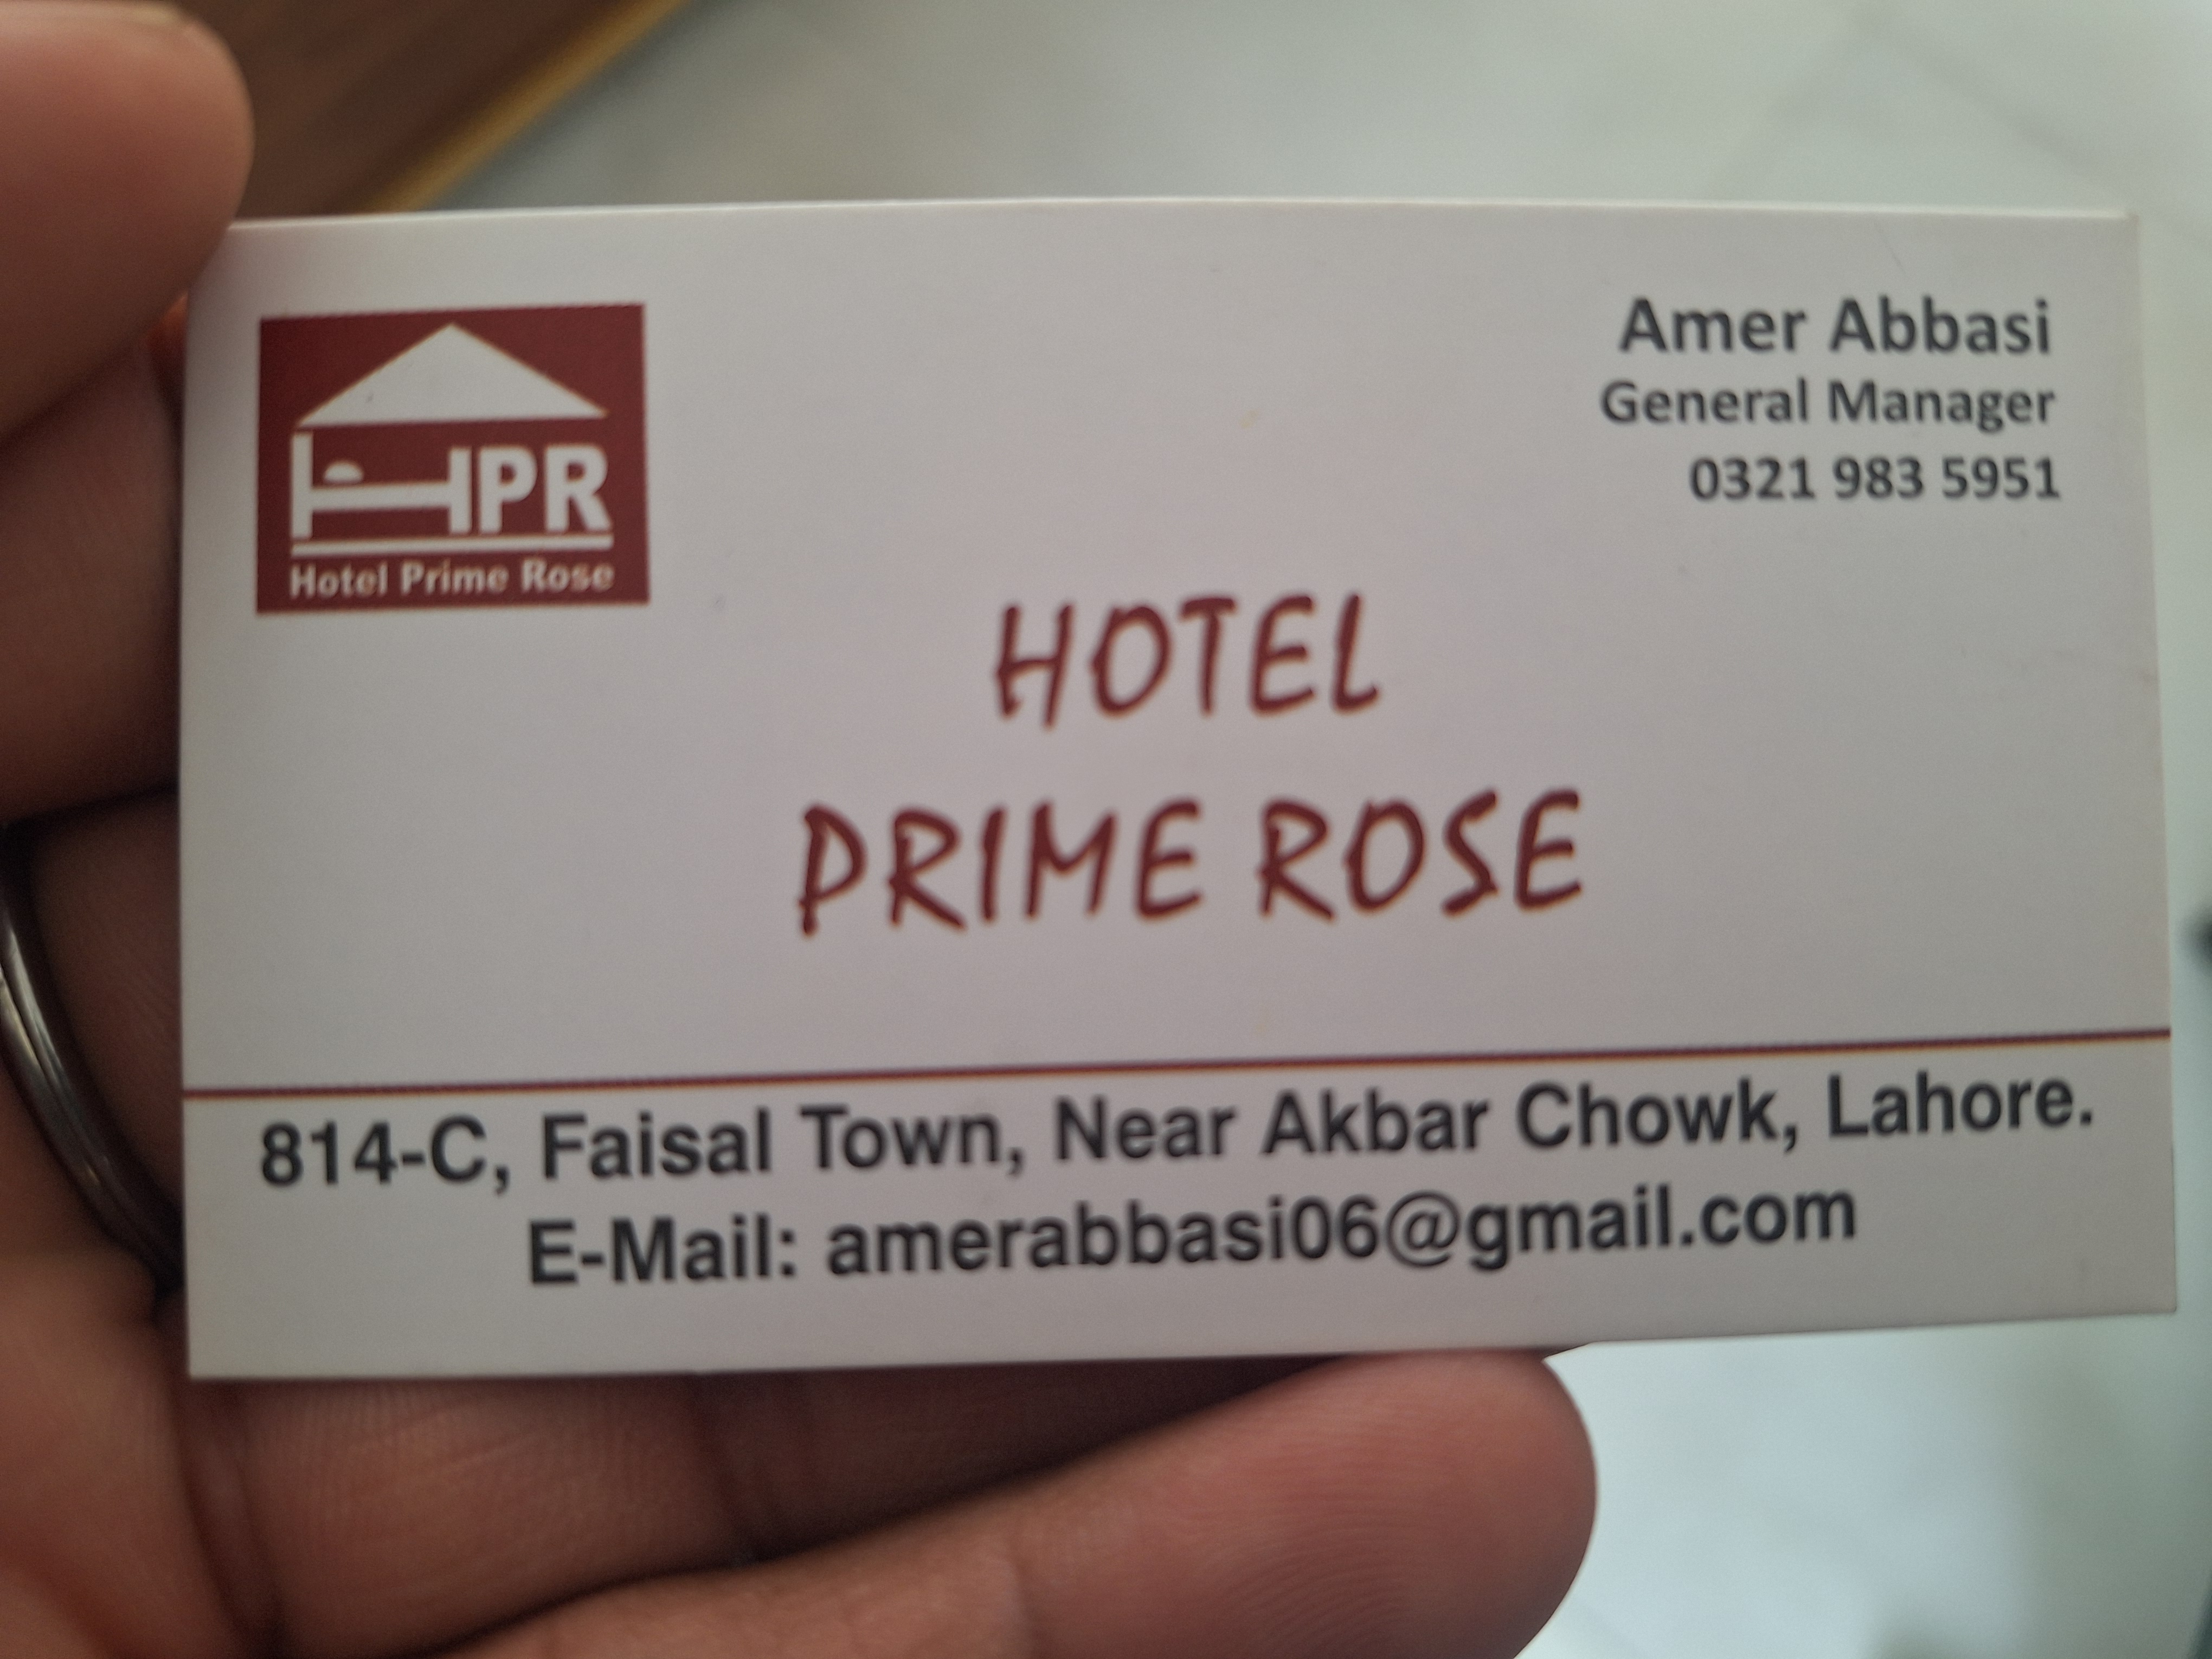 HPR
Hotel Prime Rose
Amer Abbasi
General Manager
0321 983 5951
HOTEL
PRIME ROSE
814-C, Faisal Town, Near Akbar Chowk, Lahore.
E-Mail: amerabbasi06@gmail.com